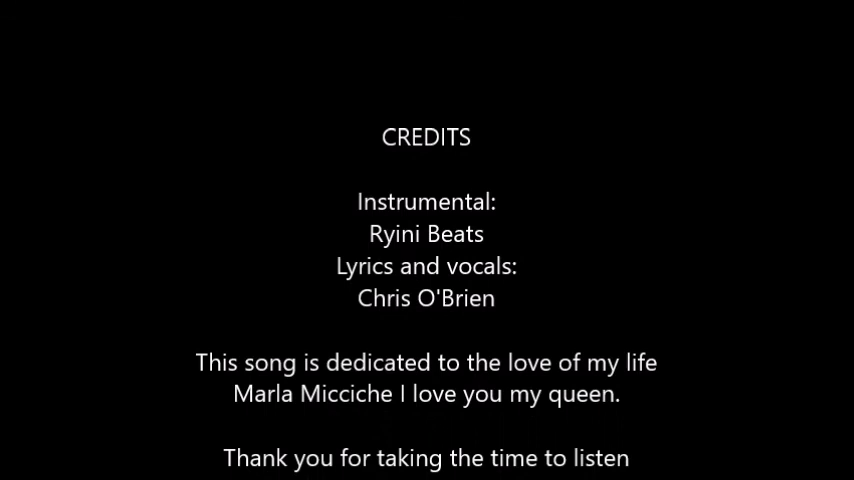 CREDITS
Instrumental:
Ryini Beats
Lyrics and vocals:
Chris O'Brien
This song is dedicated to the love of my life
Marla Micciche I love you my queen.
Thank you for taking the time to listen